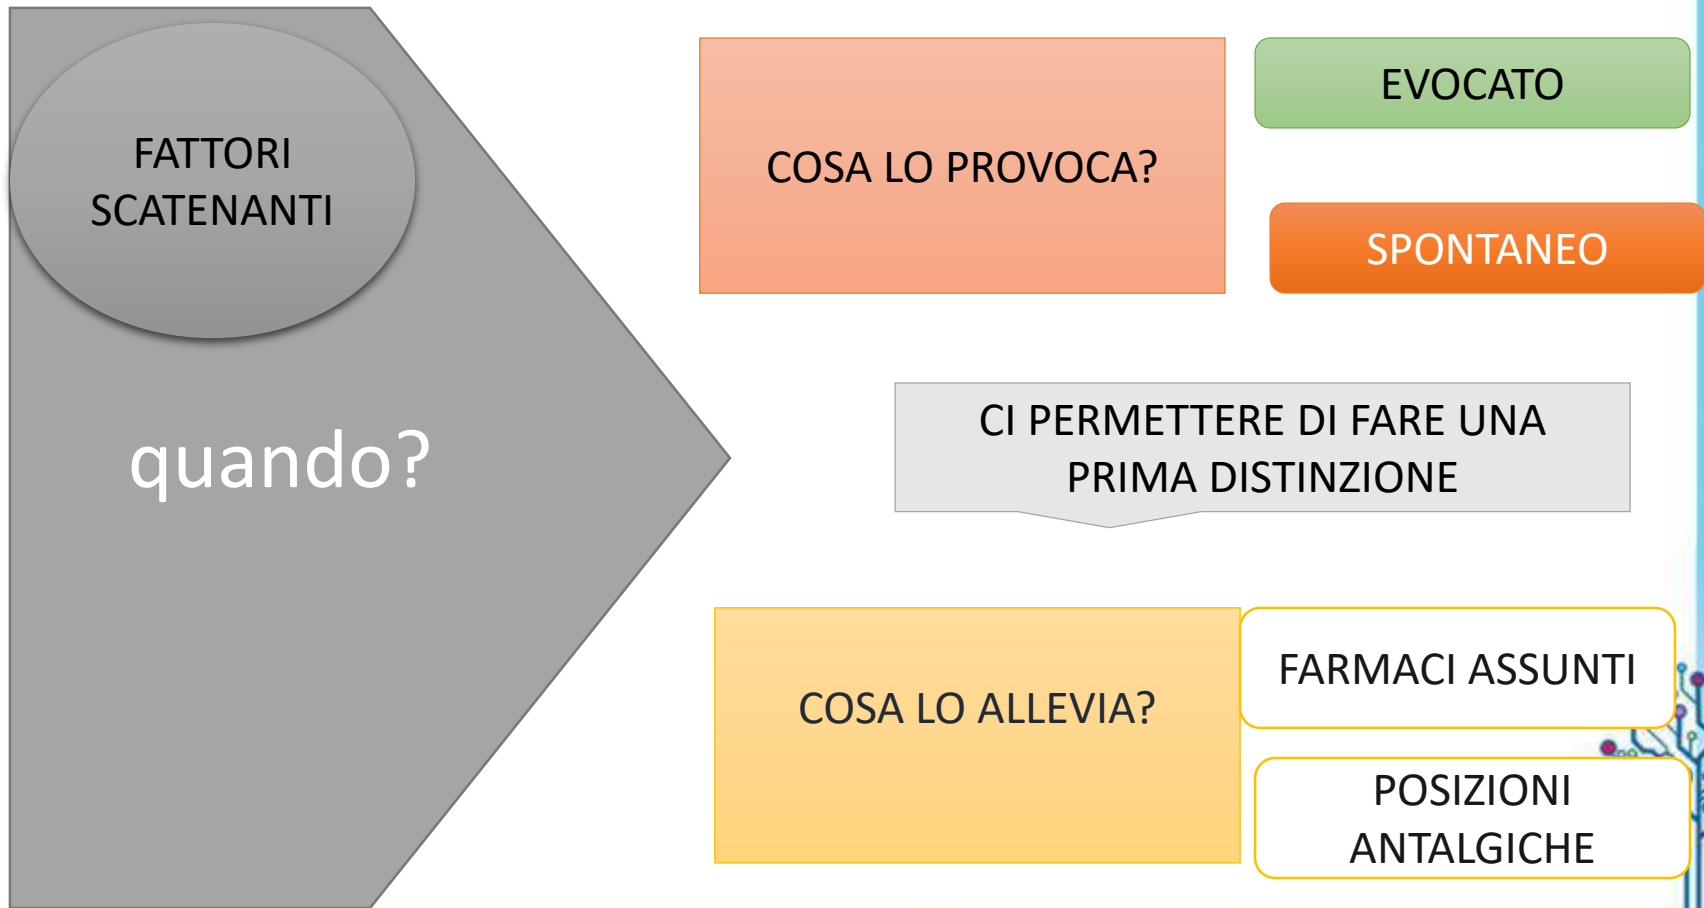 FATTORI
SCATENANTI
quando?
COSA LO PROVOCA?
EVOCATO
SPONTANEO
CI PERMETTERE DI FARE UNA
PRIMA DISTINZIONE
COSA LO ALLEVIA?
FARMACI ASSUNTI
POSIZIONI
ANTALGICHE